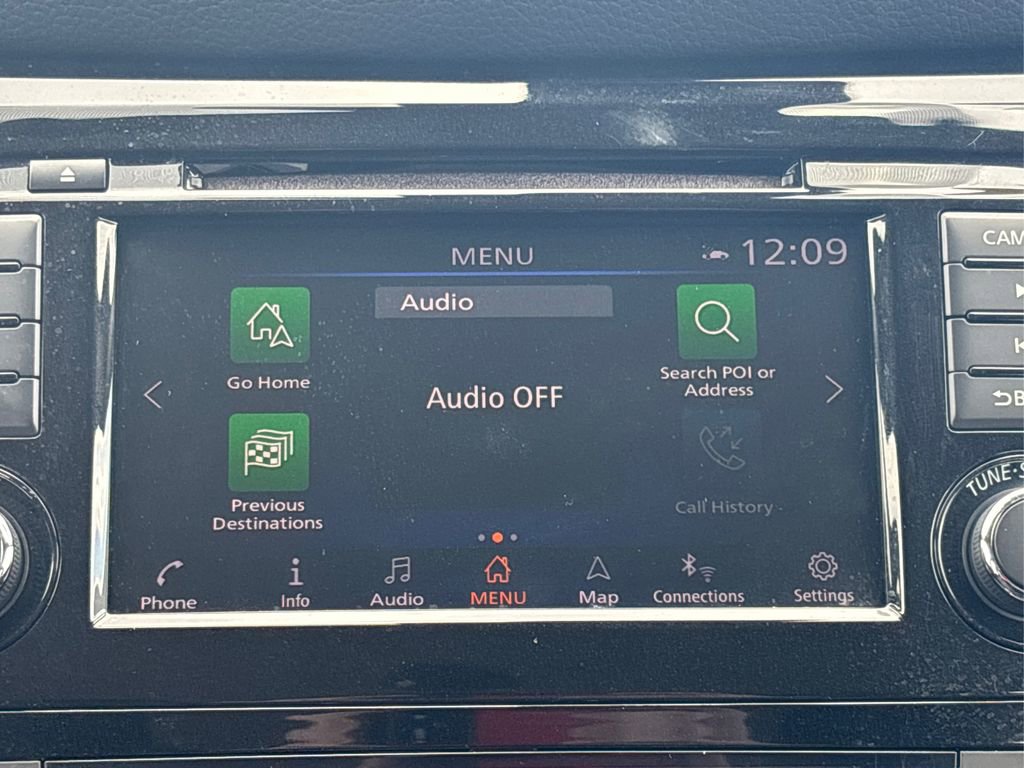 MENU
12:09
CAM
Audio
Go Home
Search POI or
Address
Audio OFF
Previous
Destinations
Call History
TUNE·S
Phone
Info
Audio
MENU
Map
Connections
Settings